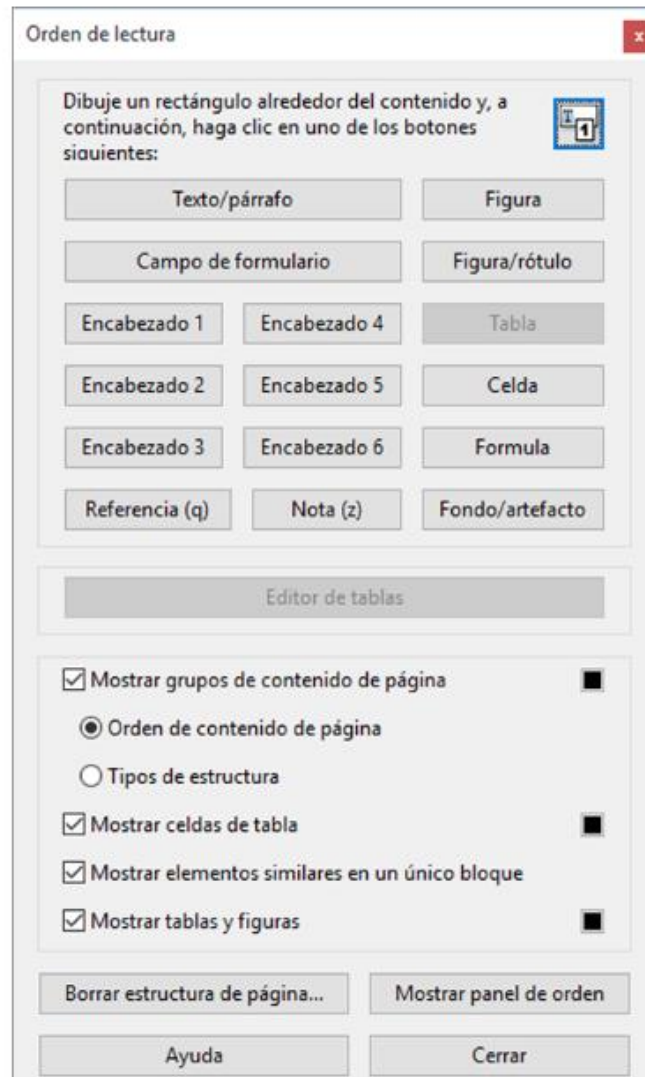 Orden de lectura
x
Dibuje un rectángulo alrededor del contenido y, a
continuación, haga clic en uno de los botones
siguientes:
1
Texto/párrafo
Figura
Campo de formulario
Figura/rótulo
Encabezado 1
Encabezado 4
Tabla
Encabezado 2
Encabezado 5
Celda
Encabezado 3
Encabezado 6
Formula
Referencia (q)
Nota (z)
Fondo/artefacto
Editor de tablas
Mostrar grupos de contenido de página
Orden de contenido de página
Tipos de estructura
Mostrar celdas de tabla
Mostrar elementos similares en un único bloque
Mostrar tablas y figuras
Borrar estructura de página...
Mostrar panel de orden
Ayuda
Cerrar